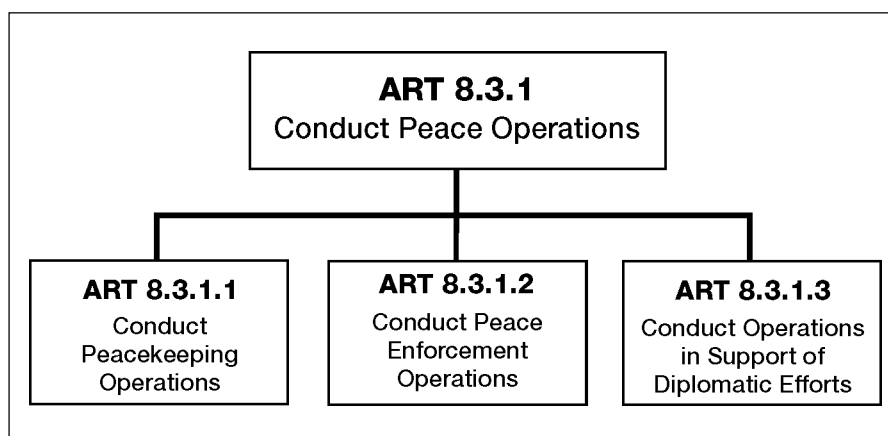 ART 8.3.1
Conduct Peace Operations
ART 8.3.1.1
Conduct
Peacekeeping
Operations
ART 8.3.1.2
Conduct Peace
Enforcement
Operations
ART 8.3.1.3
Conduct Operations
in Support of
Diplomatic Efforts